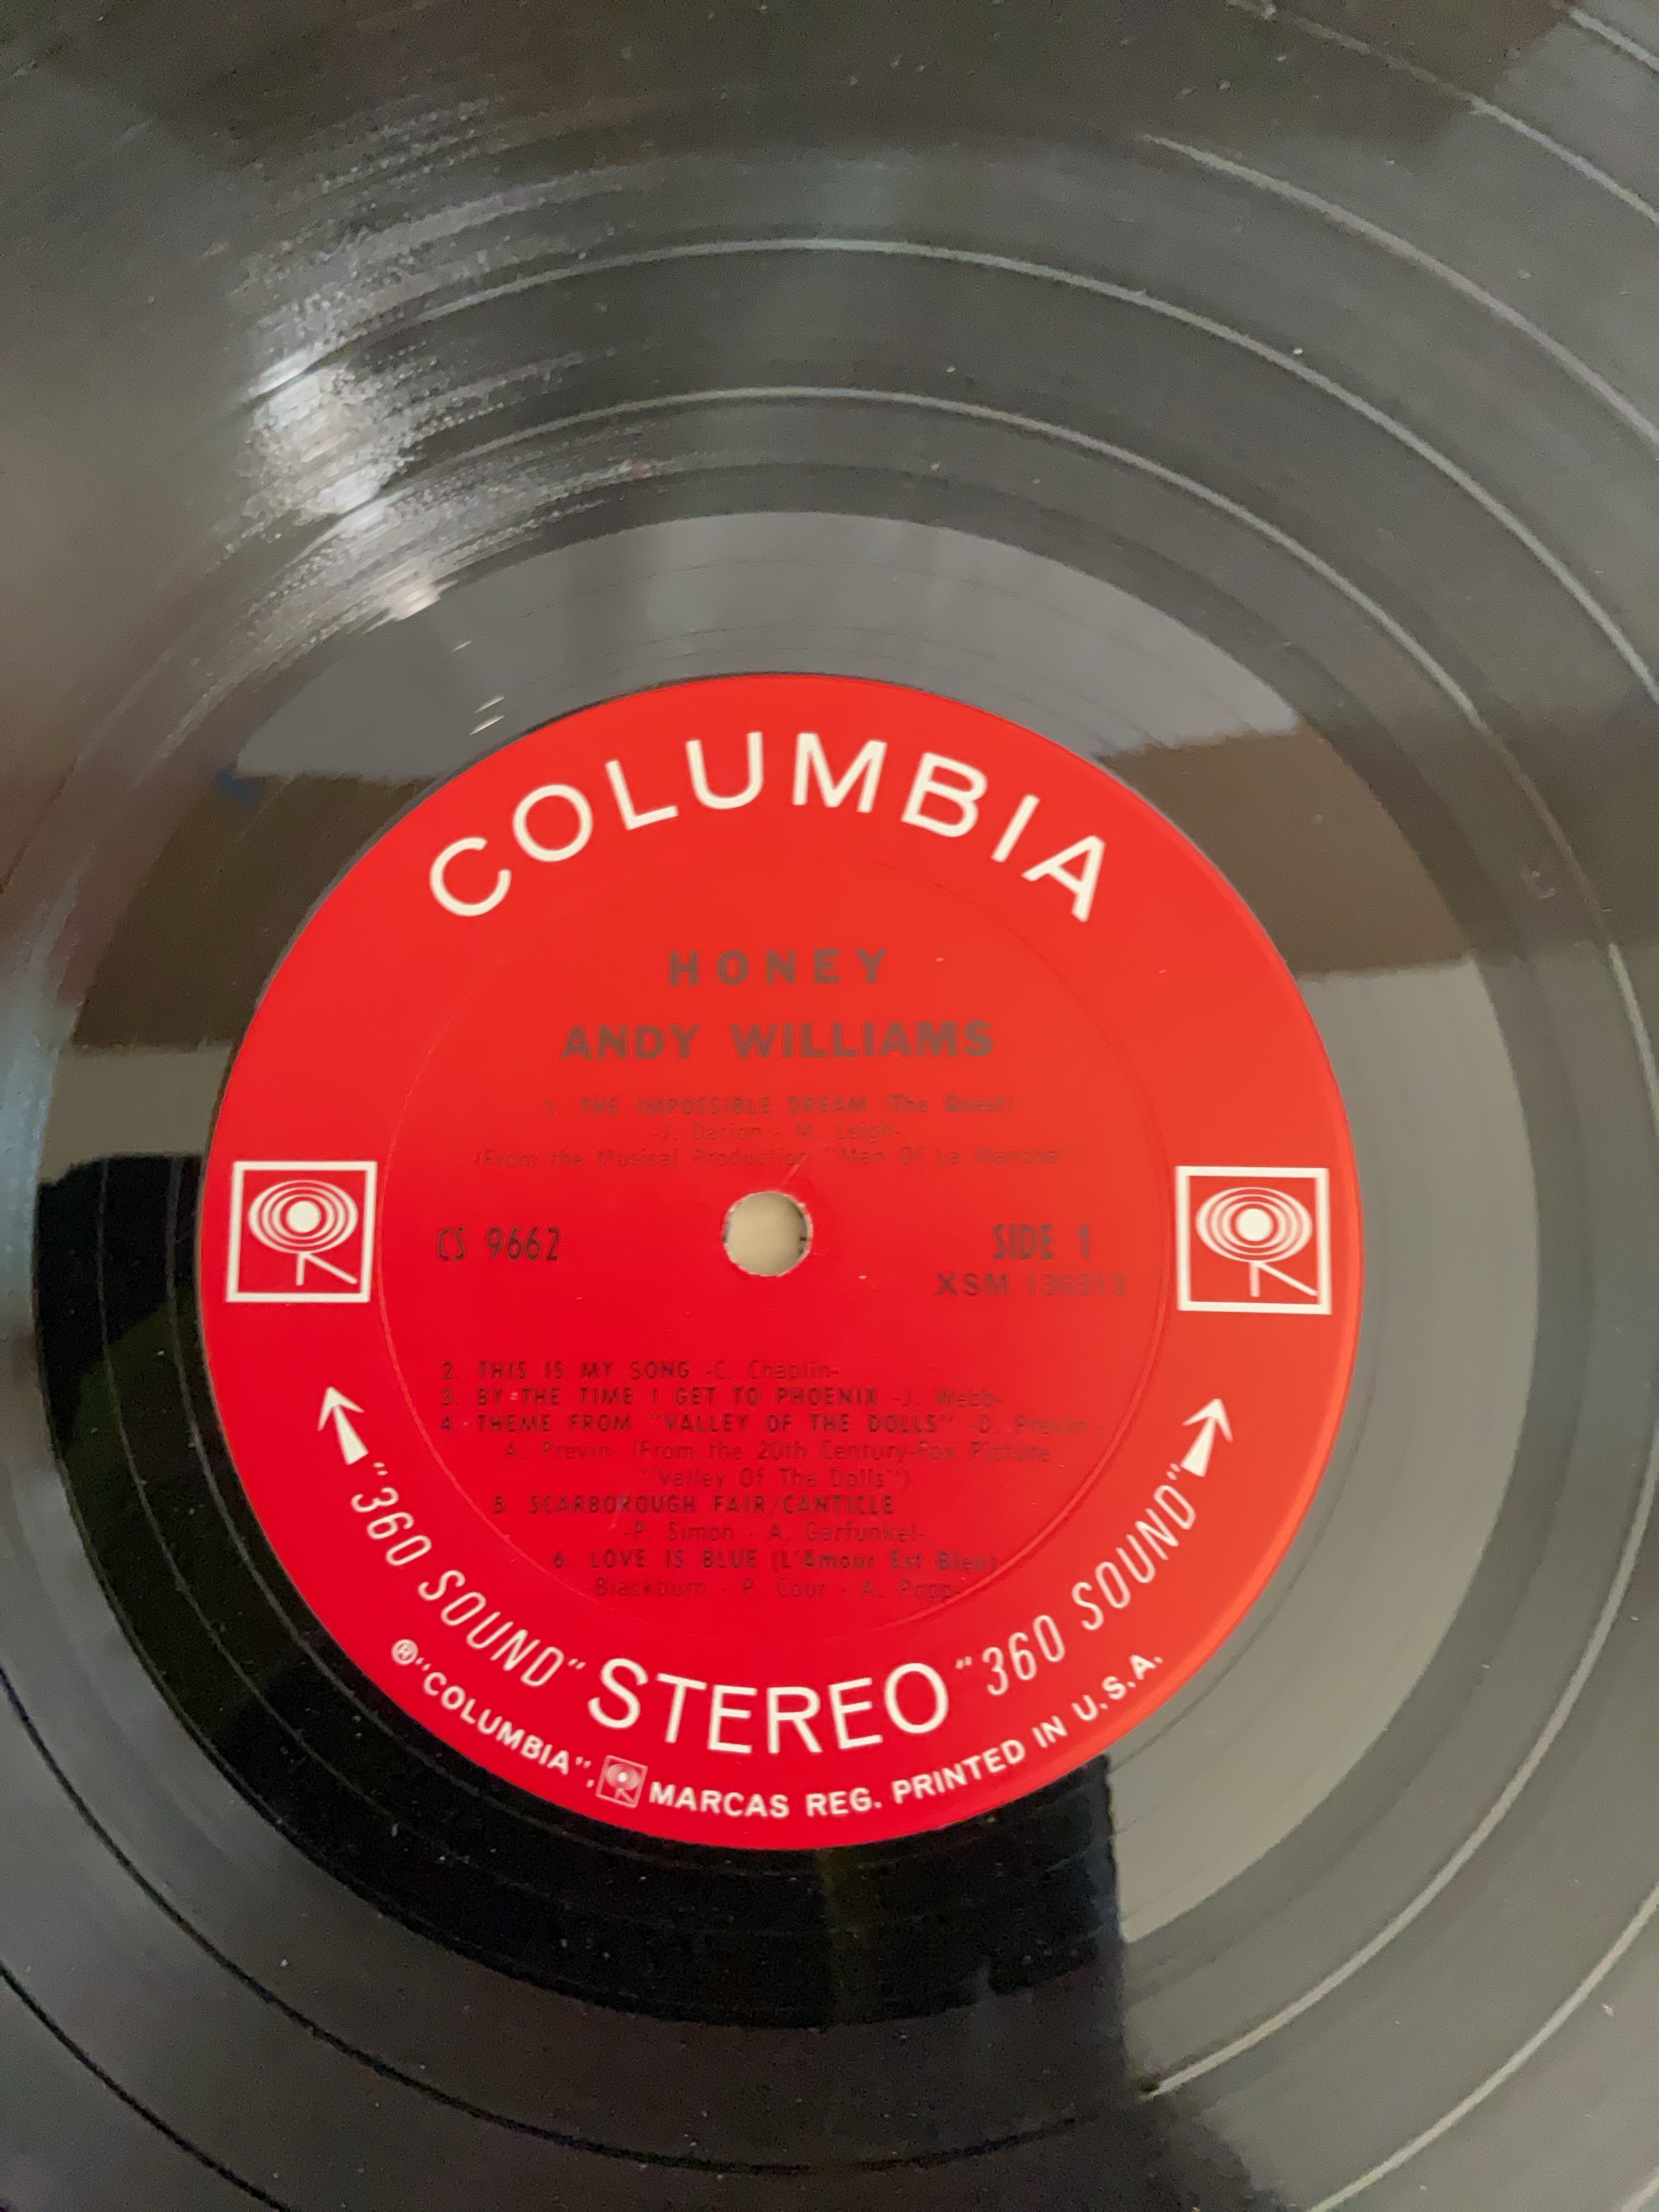 COLUMBIA
HONEY
ANDY WILLIAMS
1. THE IMPOSSIBLE DREAM (The Quest)
-J. Darion - M. Leigh-
(From the Musical Production "Man Of La Mancha")
CS 9662
SIDE 1
XSM 136313
2. THIS IS MY SONG -C. Chaplin-
3. BY THE TIME I GET TO PHOENIX -J. Webb-
4. THEME FROM "VALLEY OF THE DOLLS" -D. Previn -
A. Previn- (From the 20th Century-Fox Picture
"Valley Of The Dolls")
5. SCARBOROUGH FAIR/CANTICLE
-P. Simon - A. Garfunkel-
6. LOVE IS BLUE (L'Amour Est Bleu)
Blackburn - P. Cour - A. Popp-
"360 SOUND" STEREO "360 SOUND"
® "COLUMBIA", MARCAS REG. PRINTED IN U.S.A.